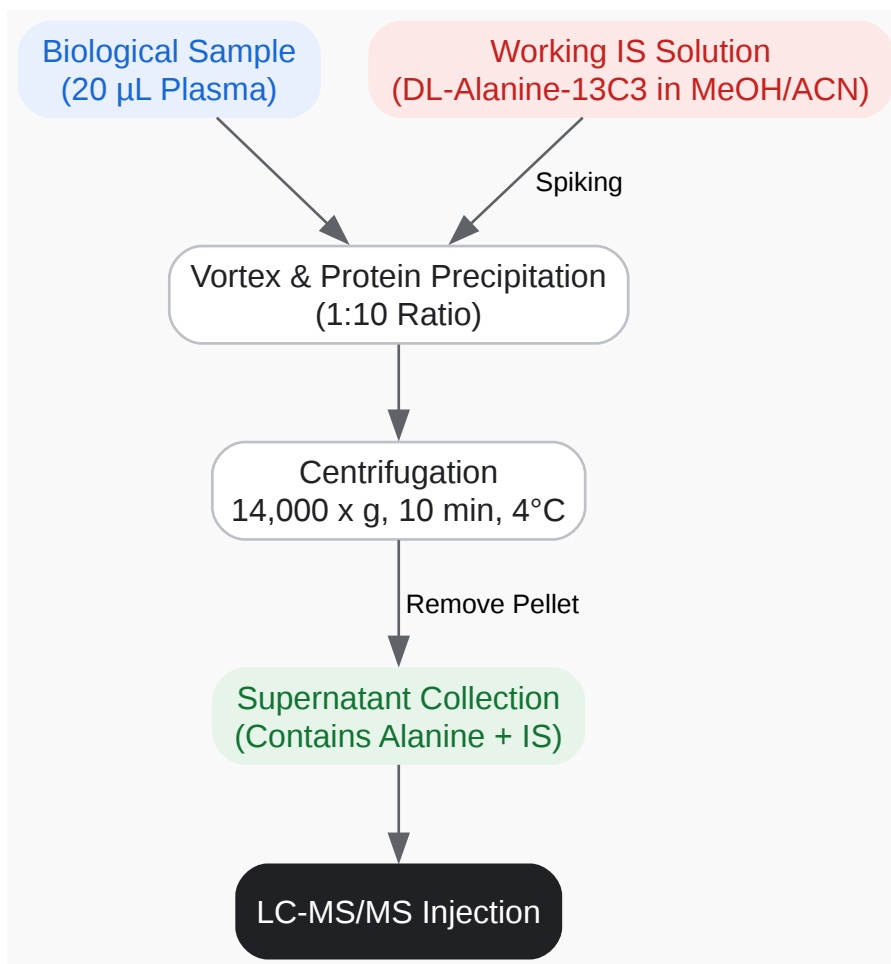 Biological Sample
(20 µL Plasma)
Working IS Solution
(DL-Alanine-13C3 in MeOH/ACN)
Spiking
Vortex & Protein Precipitation
(1:10 Ratio)
Centrifugation
14,000 x g, 10 min, 4°C
Remove Pellet
Supernatant Collection
(Contains Alanine + IS)
LC-MS/MS Injection